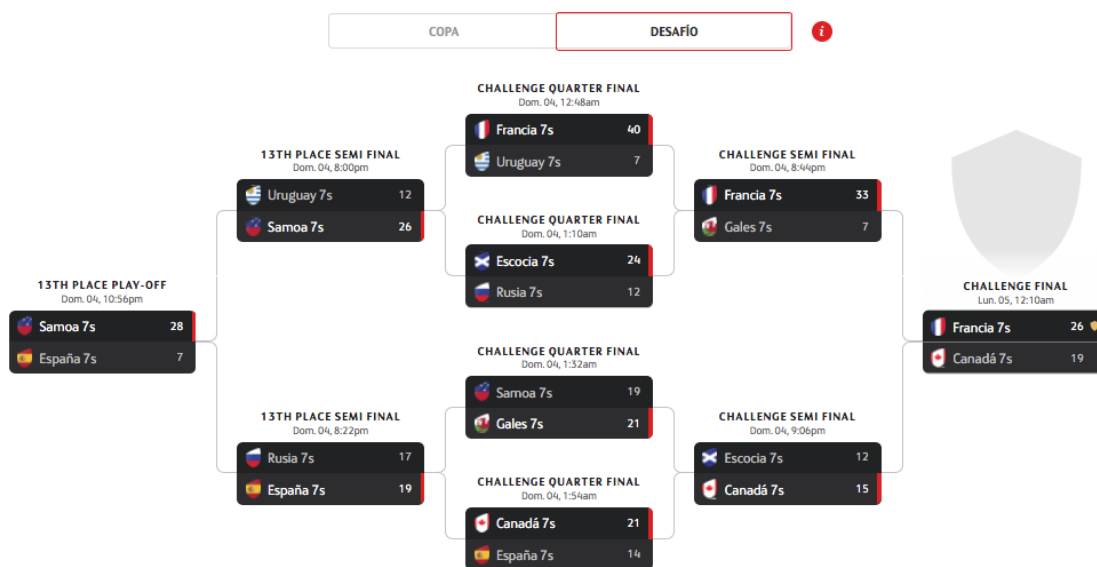 COPA
DESAFÍO
i
CHALLENGE QUARTER FINAL
Dom. 04, 12:48am
Francia 7s 40
Uruguay 7s 7
13TH PLACE SEMI FINAL
Dom. 04, 8:00pm
Uruguay 7s 12
Samoa 7s 26
CHALLENGE SEMI FINAL
Dom. 04, 8:44pm
Francia 7s 33
Gales 7s 7
CHALLENGE QUARTER FINAL
Dom. 04, 1:10am
Escocia 7s 24
Rusia 7s 12
13TH PLACE PLAY-OFF
Dom. 04, 10:56pm
Samoa 7s 28
España 7s 7
CHALLENGE FINAL
Lun. 05, 12:10am
Francia 7s 26
Canadá 7s 19
CHALLENGE QUARTER FINAL
Dom. 04, 1:32am
Samoa 7s 19
Gales 7s 21
13TH PLACE SEMI FINAL
Dom. 04, 8:22pm
Rusia 7s 17
España 7s 19
CHALLENGE SEMI FINAL
Dom. 04, 9:06pm
Escocia 7s 12
Canadá 7s 15
CHALLENGE QUARTER FINAL
Dom. 04, 1:54am
Canadá 7s 21
España 7s 14